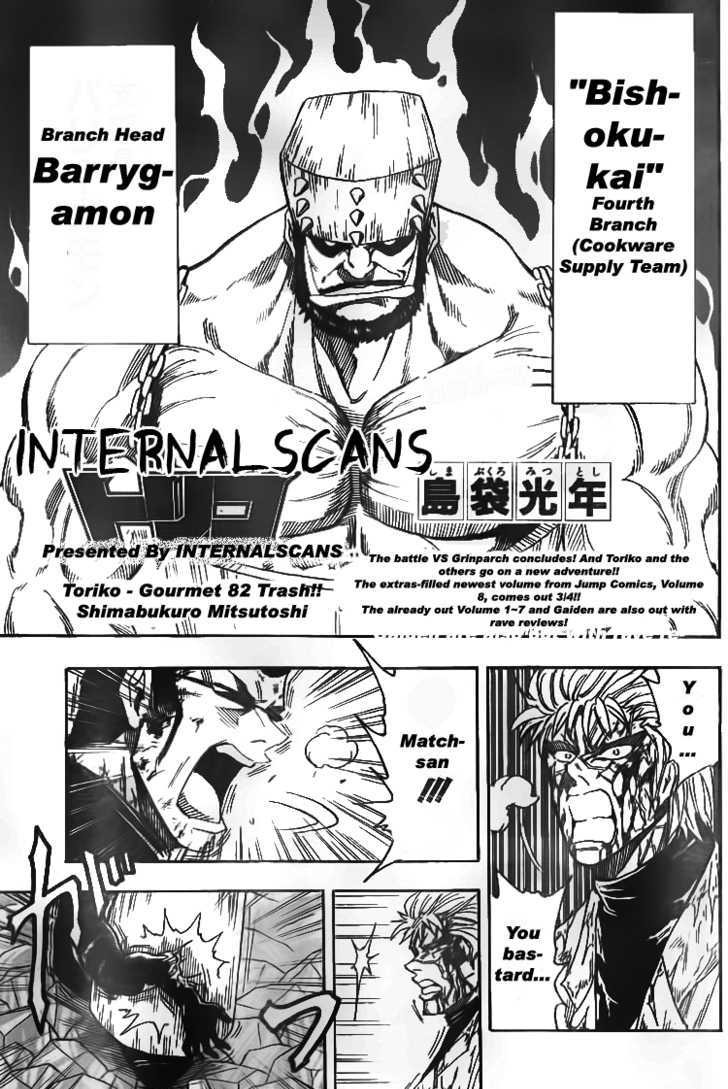 "Bish-
oku-
kai"
Fourth
Branch
(Cookware
Supply Team)
Branch Head
Barryg-
amon
INTERNALSCANS
しま ぶくろ みつ とし
島袋光年
Presented By INTERNALSCANS
Toriko - Gourmet 82 Trash!!
Shimabukuro Mitsutoshi
The battle VS Grinparch concludes! And Toriko and the
others go on a new adventure!!
The extras-filled newest volume from Jump Comics, Volume
8, comes out 3/4!!
The already out Volume 1~7 and Gaiden are also out with
rave reviews!
You...
You
bas-
tard...
Match-
san
!!!
ガッ